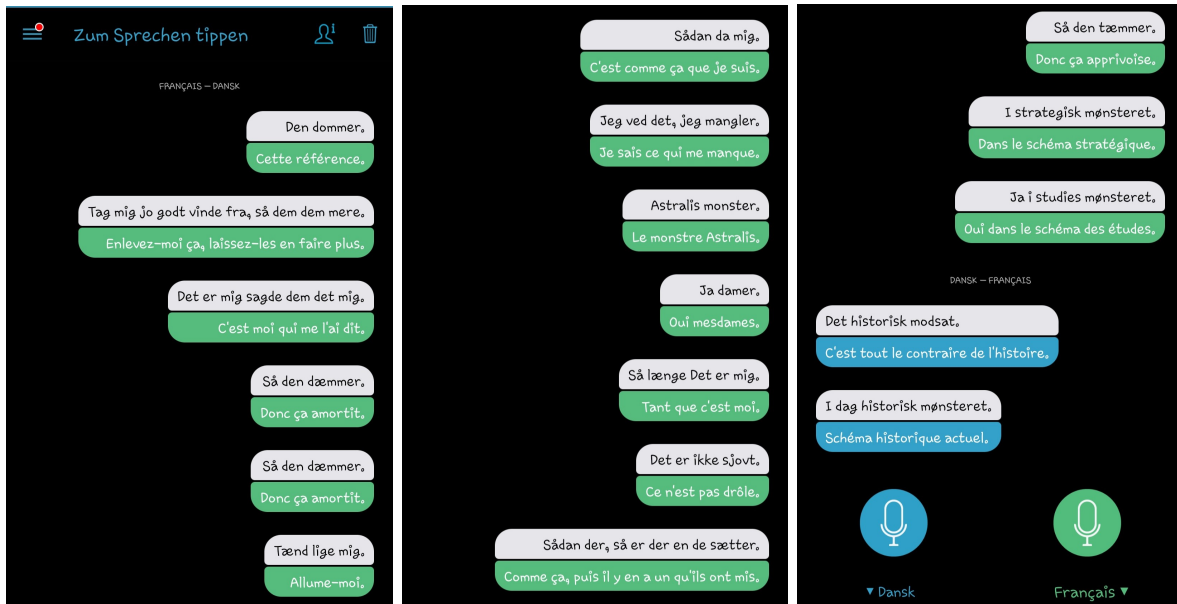 Zum Sprechen tippen
FRANÇAIS – DANSK
Den dommer.
Cette référence.
Tag mig jo godt vinde fra, så dem dem mere.
Enlevez-moi ça, laissez-les en faire plus.
Det er mig sagde dem det mig.
C'est moi qui me l'ai dit.
Så den dæmmer.
Donc ça amortit.
Så den dæmmer.
Donc ça amortit.
Tænd lige mig.
Allume-moi.
Sådan da mig.
C'est comme ça que je suis.
Jeg ved det, jeg mangler.
Je sais ce qui me manque.
Astralis monster.
Le monstre Astralis.
Ja damer.
Oui mesdames.
Så længe Det er mig.
Tant que c'est moi.
Det er ikke sjovt.
Ce n'est pas drôle.
Sådan der, så er der en de sætter.
Comme ça, puis il y en a un qu'ils ont mis.
Så den tæmmer.
Donc ça apprivoise.
I strategisk mønsteret.
Dans le schéma stratégique.
Ja i studies mønsteret.
Oui dans le schéma des études.
DANSK – FRANÇAIS
Det historisk modsat.
C'est tout le contraire de l'histoire.
I dag historisk mønsteret.
Schéma historique actuel.
▼ Dansk
Français ▼